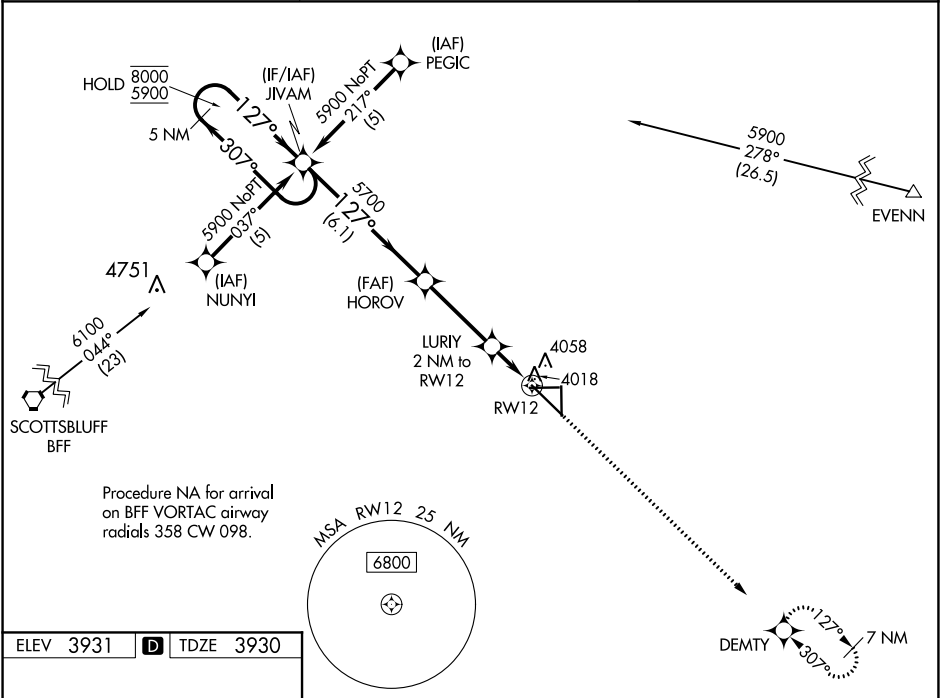 (IAF)
PEGIC
(IF/IAF)
JIVAM
HOLD 8000
5900
5 NM
127°
307°
5900 NoPT
217°
(5)
5900
278°
(26.5)
EVENN
5900 NoPT
037°
(5)
5700
127°
(6.1)
4751
(IAF)
NUNYI
(FAF)
HOROV
6100
044°
(23)
LURIY
2 NM to
RW12
4058
4018
RW12
SCOTTSBLUFF
BFF
Procedure NA for arrival
on BFF VORTAC airway
radials 358 CW 098.
MSA RW12 25 NM
6800
DEMTY
127°
307°
7 NM
ELEV 3931 D TDZE 3930